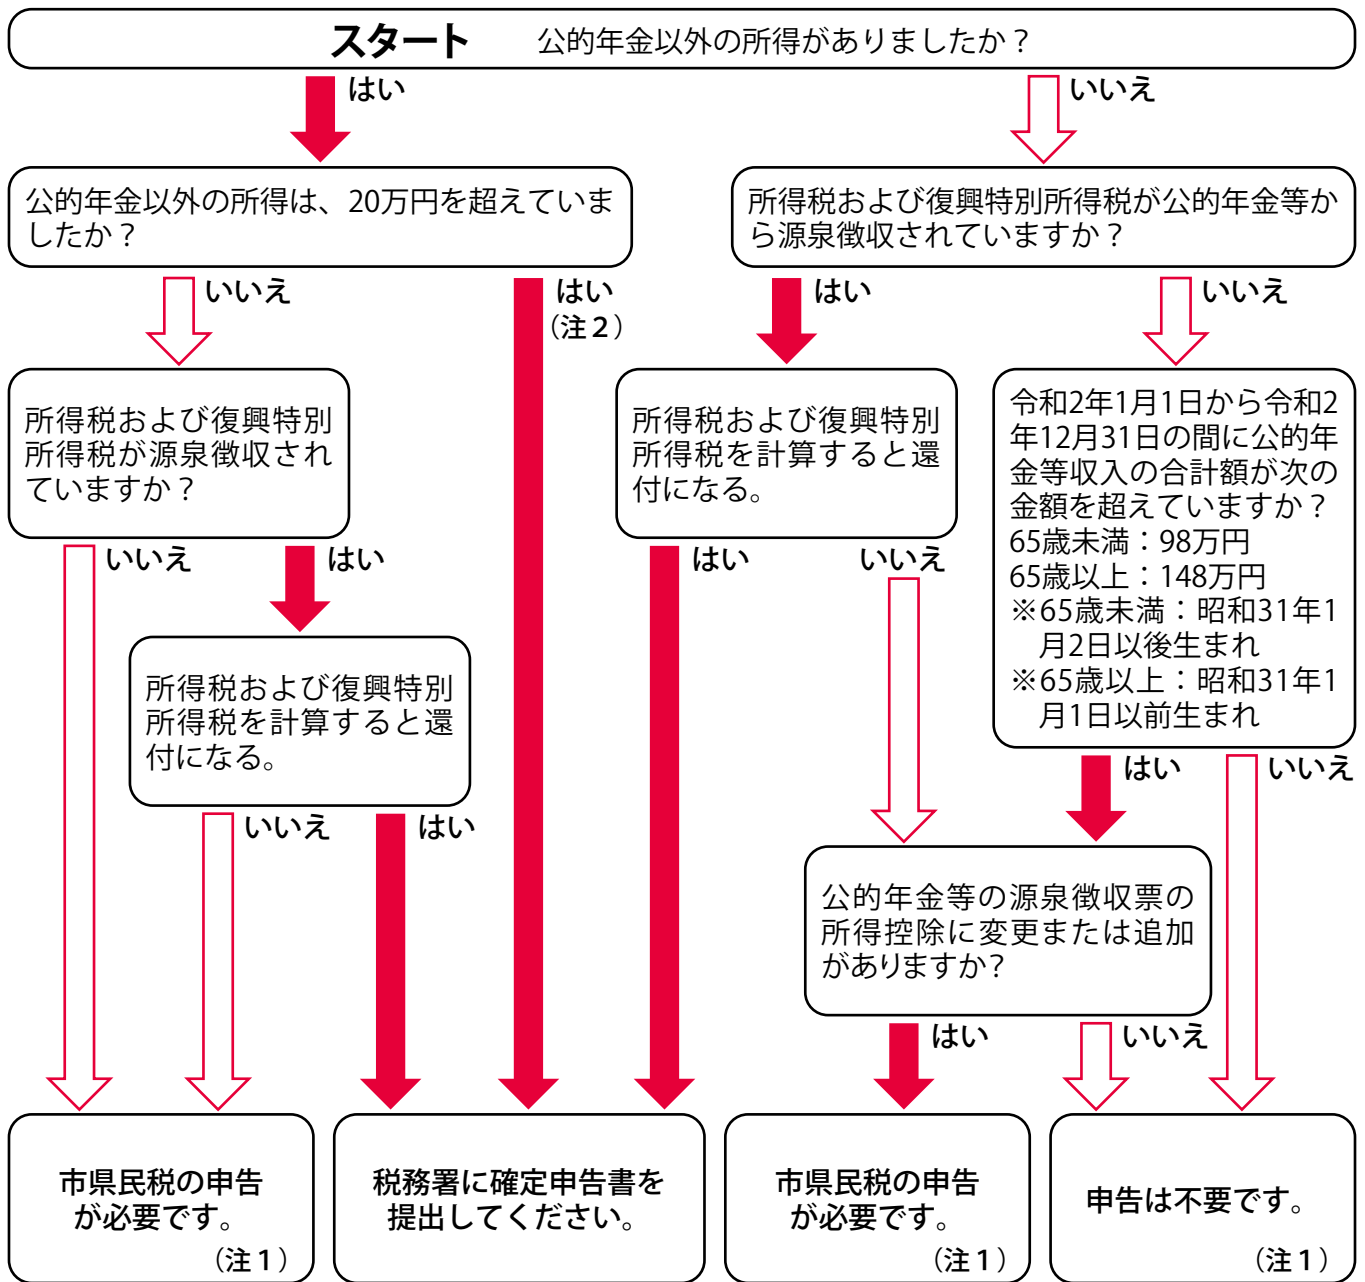 スタート 公的年金以外の所得がありましたか？
はい
いいえ
公的年金以外の所得は、20万円を超えていま
したか？
所得税および復興特別所得税が公的年金等か
ら源泉徴収されていますか？
いいえ
はい
（注２）
はい
いいえ
所得税および復興特別
所得税が源泉徴収され
ていますか？
所得税および復興特別
所得税を計算すると還
付になる。
令和2年1月1日から令和2
年12月31日の間に公的年
金等収入の合計額が次の
金額を超えていますか？
65歳未満：98万円
65歳以上：148万円
※65歳未満：昭和31年1
月2日以後生まれ
※65歳以上：昭和31年1
月1日以前生まれ
いいえ
はい
はい
いいえ
所得税および復興特別
所得税を計算すると還
付になる。
はい
いいえ
いいえ
はい
公的年金等の源泉徴収票の
所得控除に変更または追加
がありますか？
はい
いいえ
市県民税の申告
が必要です。
（注１）
税務署に確定申告書を
提出してください。
市県民税の申告
が必要です。
（注１）
申告は不要です。
（注１）